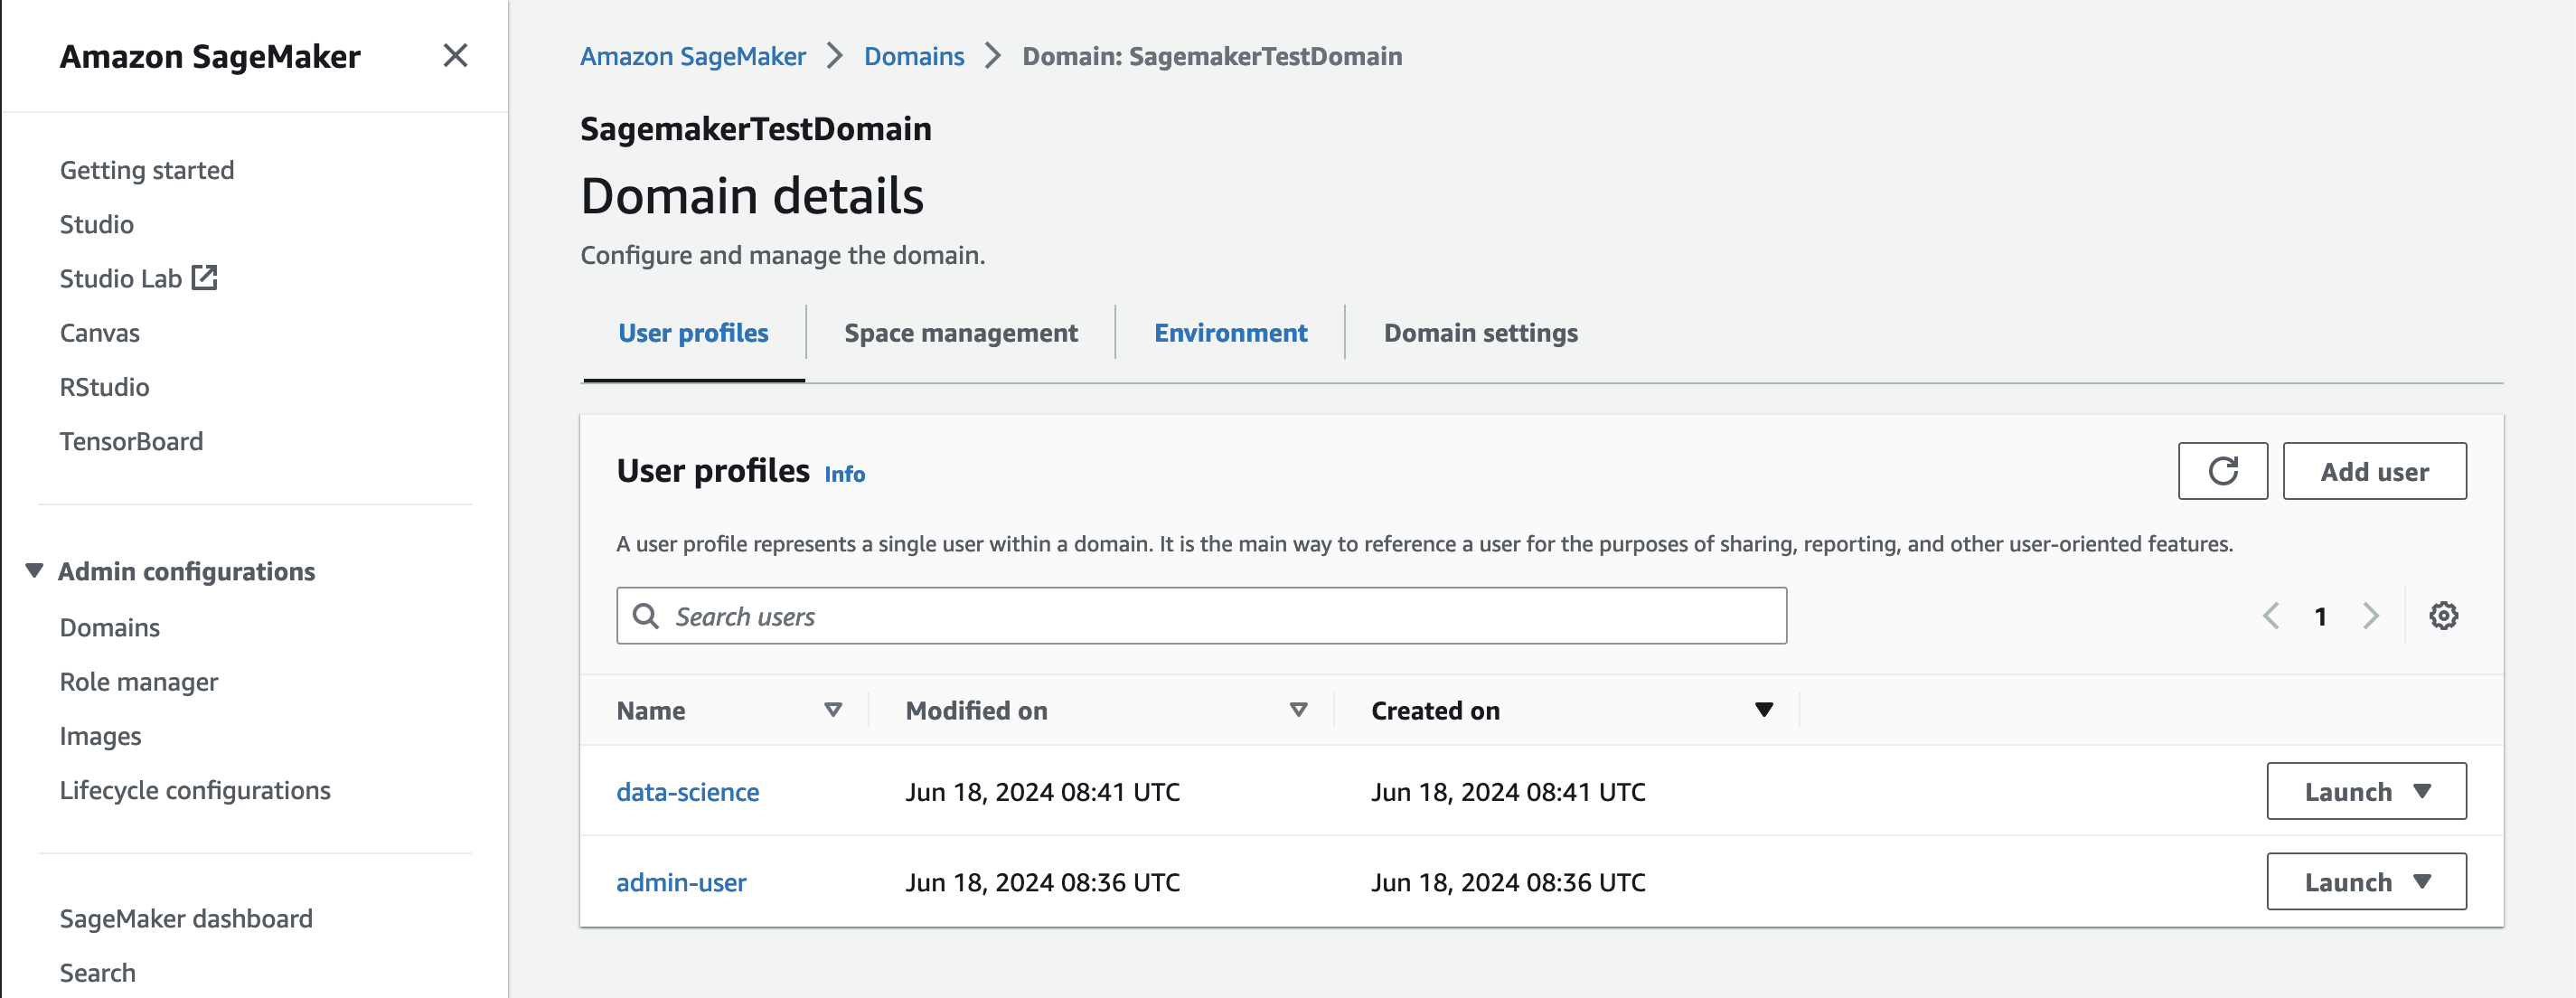 Amazon SageMaker
Getting started
Studio
Studio Lab
Canvas
RStudio
TensorBoard
Admin configurations
Domains
Role manager
Images
Lifecycle configurations
SageMaker dashboard
Search
Amazon SageMaker Domains Domain: SagemakerTestDomain
SagemakerTestDomain
Domain details
Configure and manage the domain.
User profiles Space management Environment Domain settings
User profiles Info Add user
A user profile represents a single user within a domain. It is the main way to reference a user for the purposes of sharing, reporting, and other user-oriented features.
Search users 1
Name Modified on Created on
data-science Jun 18, 2024 08:41 UTC Jun 18, 2024 08:41 UTC Launch
admin-user Jun 18, 2024 08:36 UTC Jun 18, 2024 08:36 UTC Launch